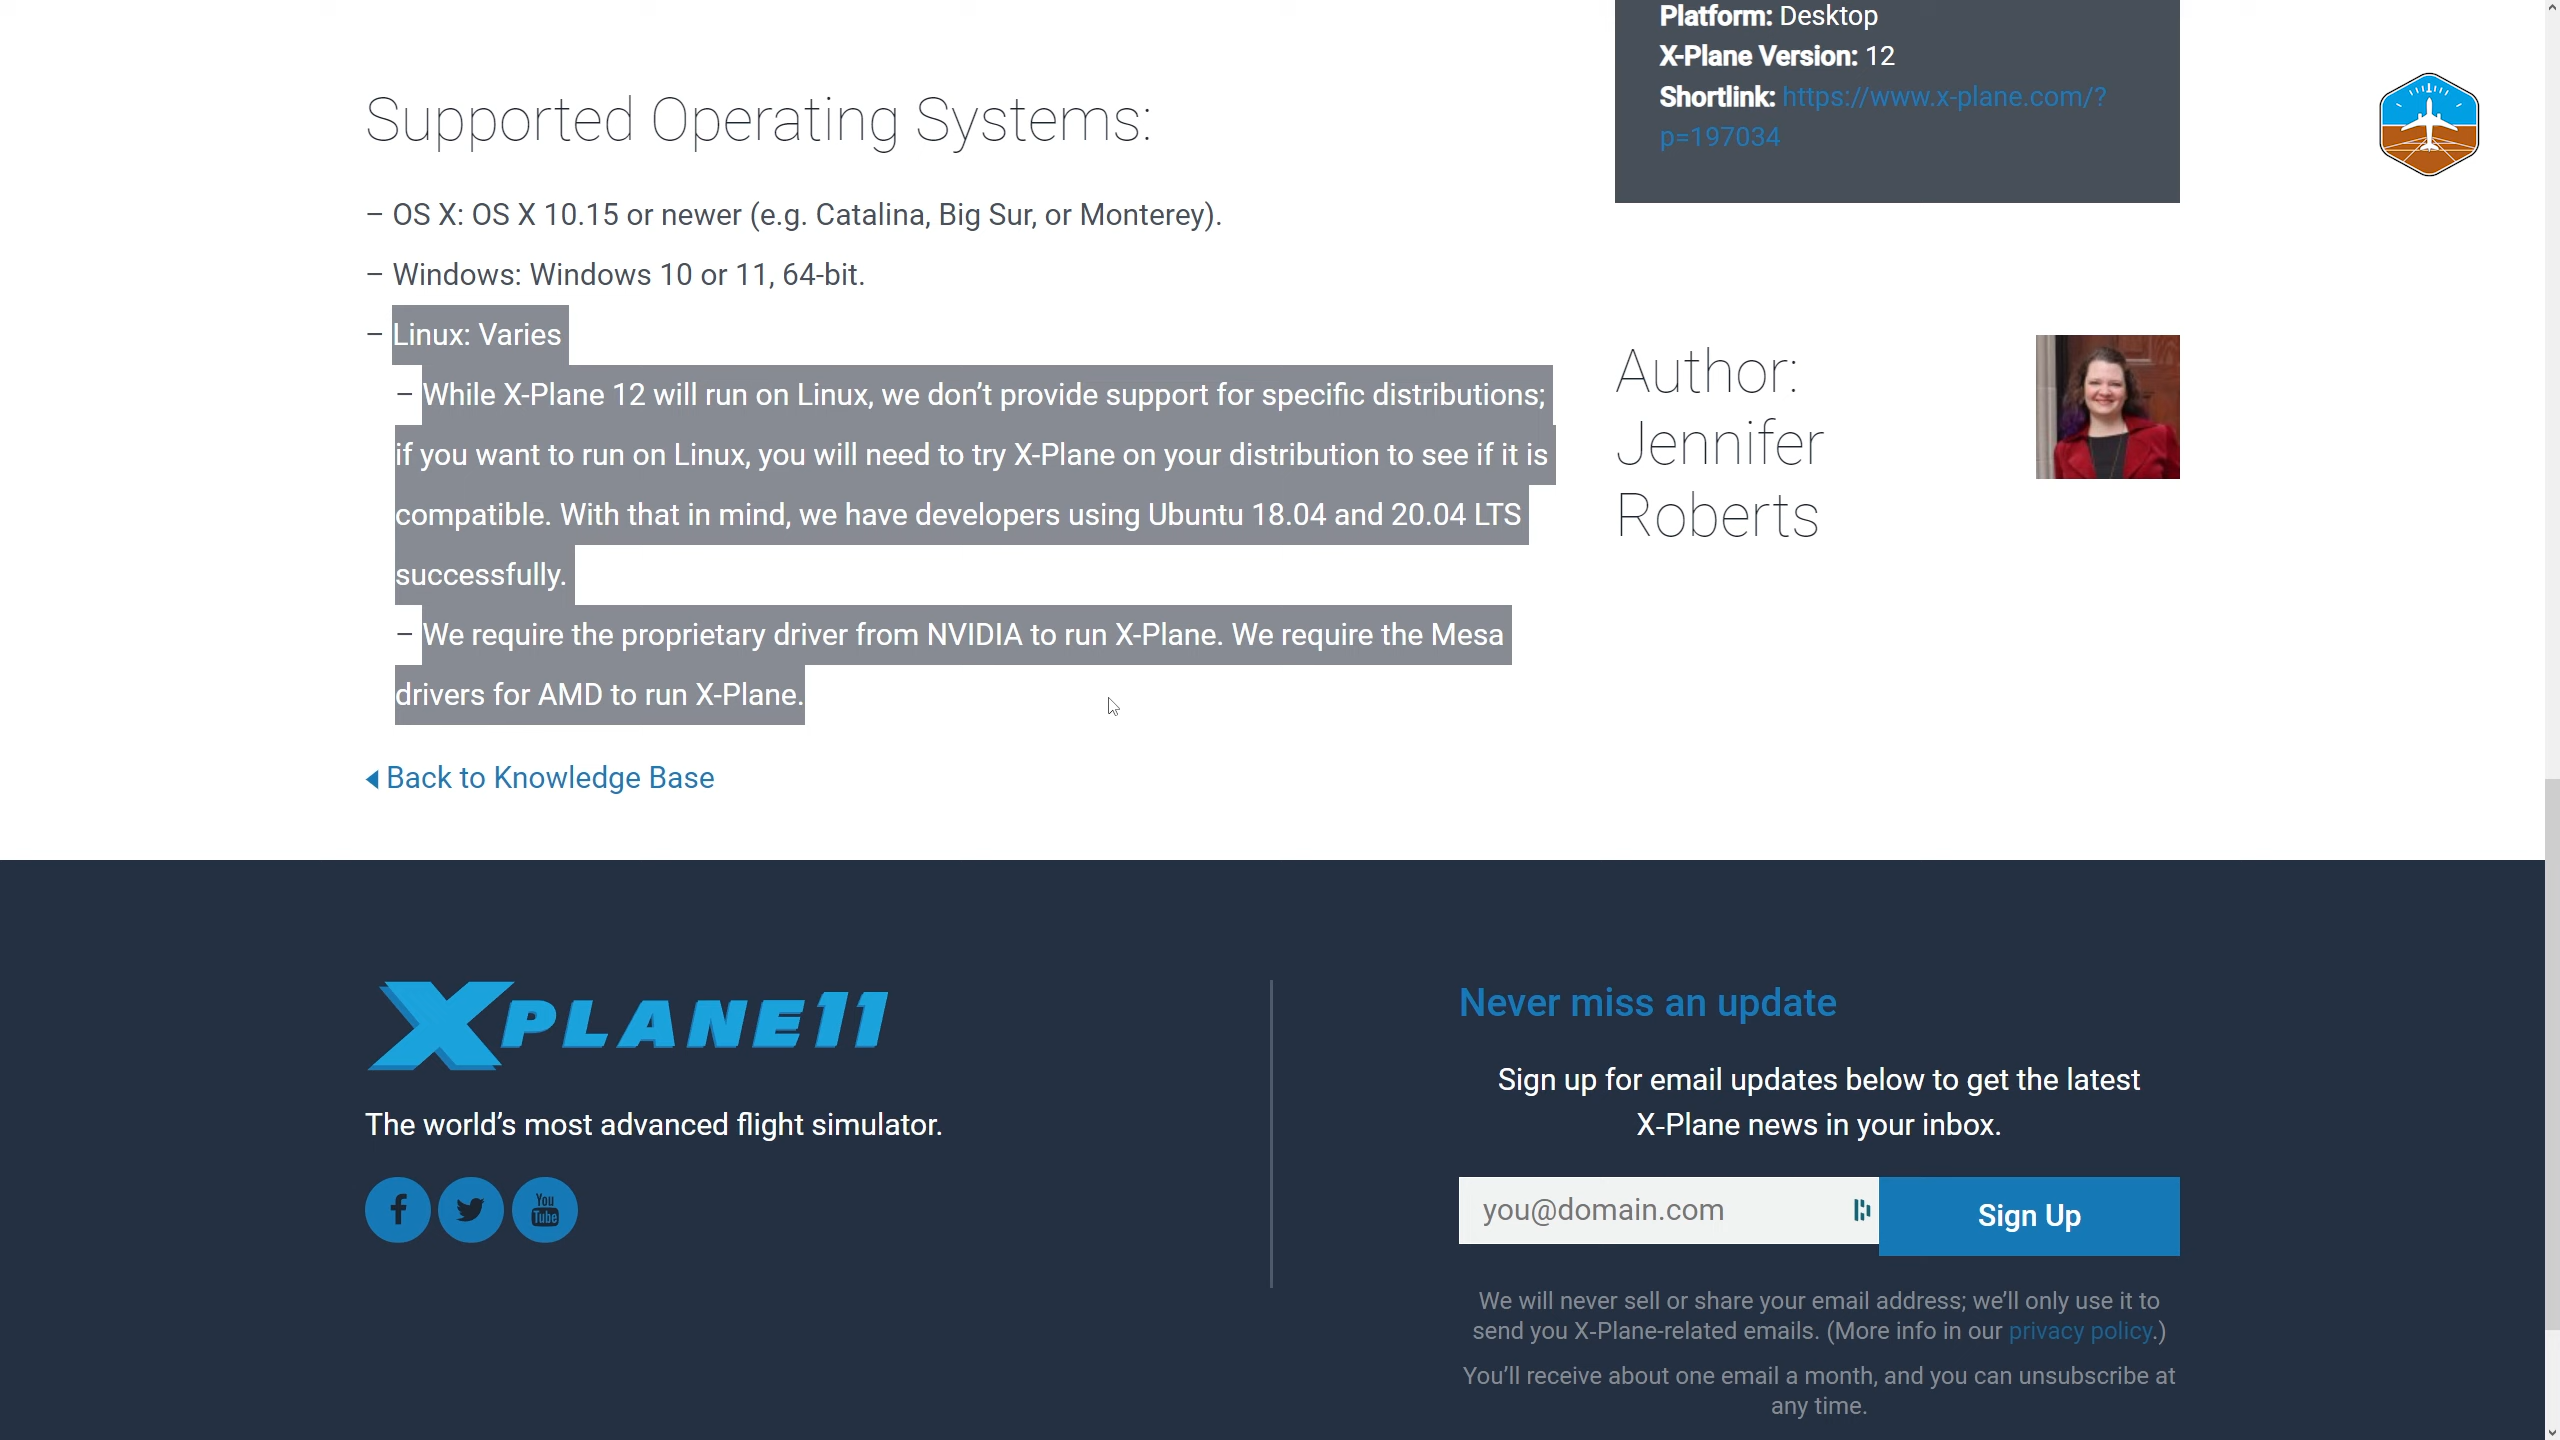 Platform: Desktop
X-Plane Version: 12
Shortlink: https://www.x-plane.com/?
p=197034
Supported Operating Systems:
– OS X: OS X 10.15 or newer (e.g. Catalina, Big Sur, or Monterey).
– Windows: Windows 10 or 11, 64-bit.
– Linux: Varies
– While X-Plane 12 will run on Linux, we don’t provide support for specific distributions;
if you want to run on Linux, you will need to try X-Plane on your distribution to see if it is
compatible. With that in mind, we have developers using Ubuntu 18.04 and 20.04 LTS
successfully.
– We require the proprietary driver from NVIDIA to run X-Plane. We require the Mesa
drivers for AMD to run X-Plane.
Back to Knowledge Base
Author:
Jennifer
Roberts
XPLANE11
The world’s most advanced flight simulator.
You
Tube
Never miss an update
Sign up for email updates below to get the latest
X-Plane news in your inbox.
you@domain.com
Sign Up
We will never sell or share your email address; we’ll only use it to
send you X-Plane-related emails. (More info in our privacy policy.)
You’ll receive about one email a month, and you can unsubscribe at
any time.